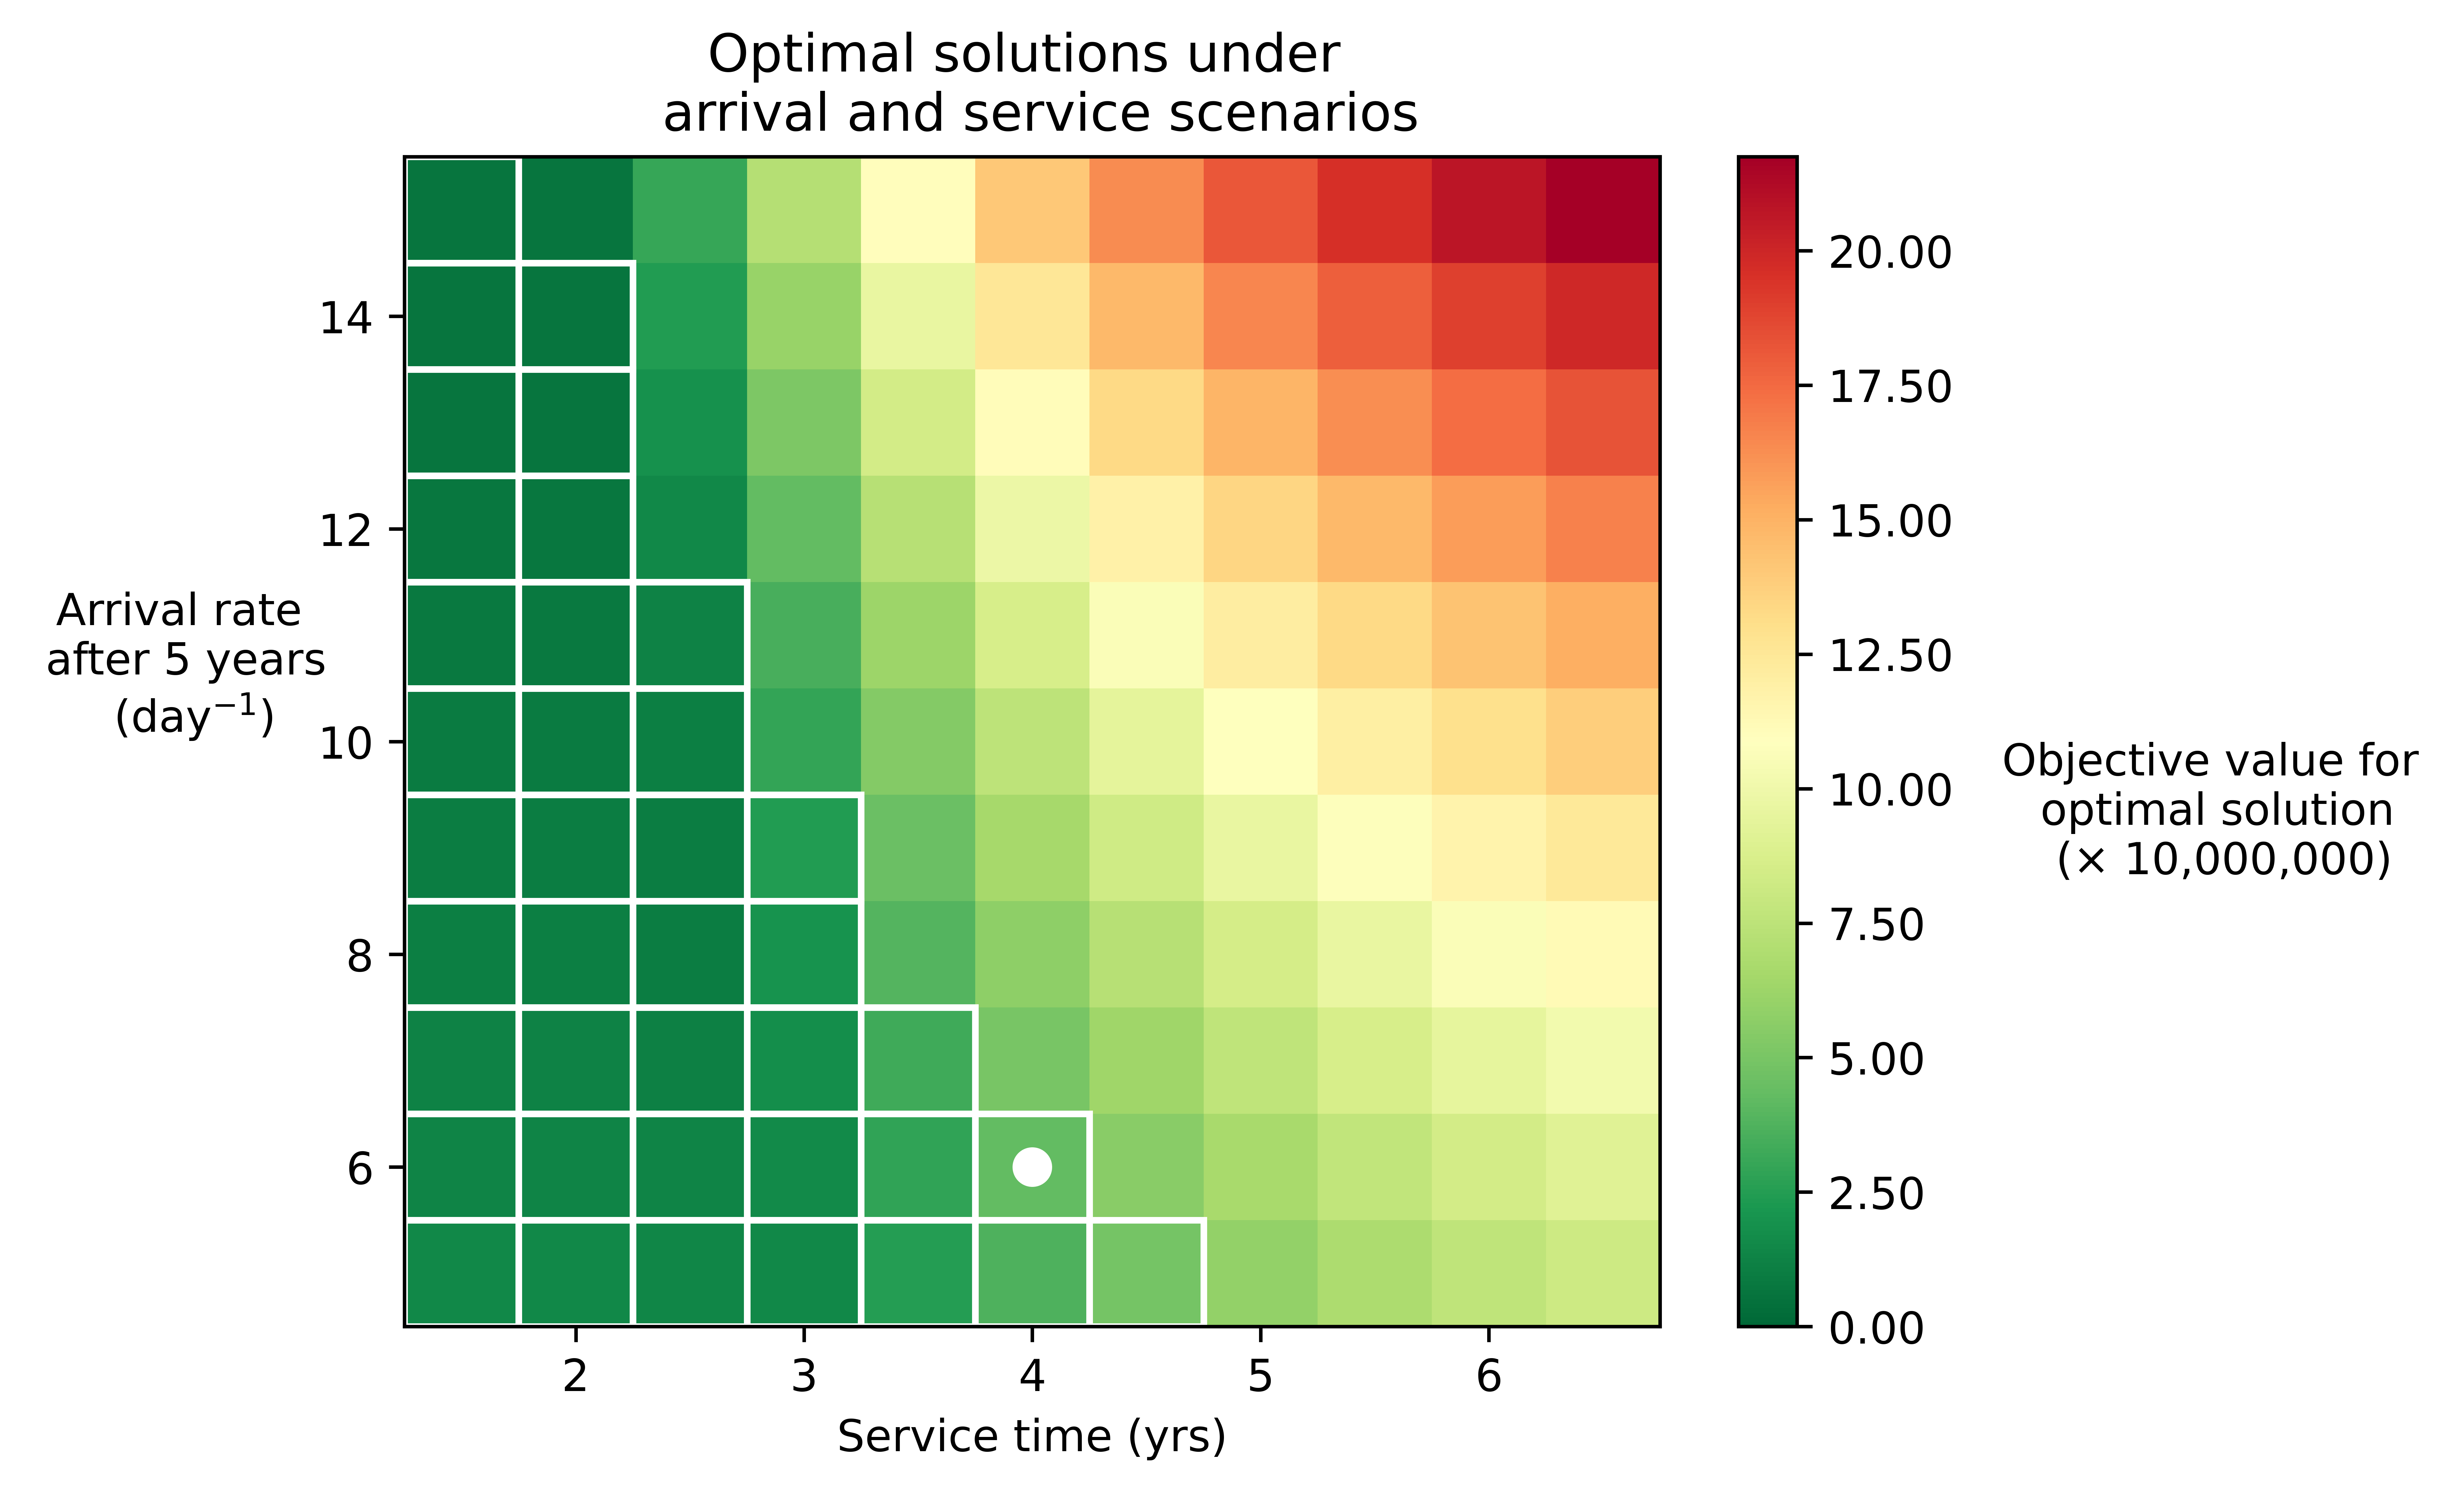 Optimal solutions under
arrival and service scenarios
14
12
10
8
6
Arrival rate
after 5 years
(day⁻¹)
2
3
4
5
6
Service time (yrs)
20.00
17.50
15.00
12.50
10.00
7.50
5.00
2.50
0.00
Objective value for
optimal solution
(× 10,000,000)